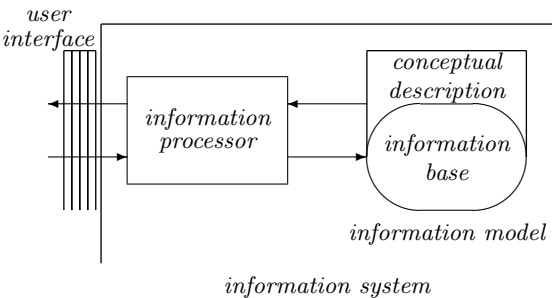 user
interface
conceptual
description
information
processor
information
base
information model
information system